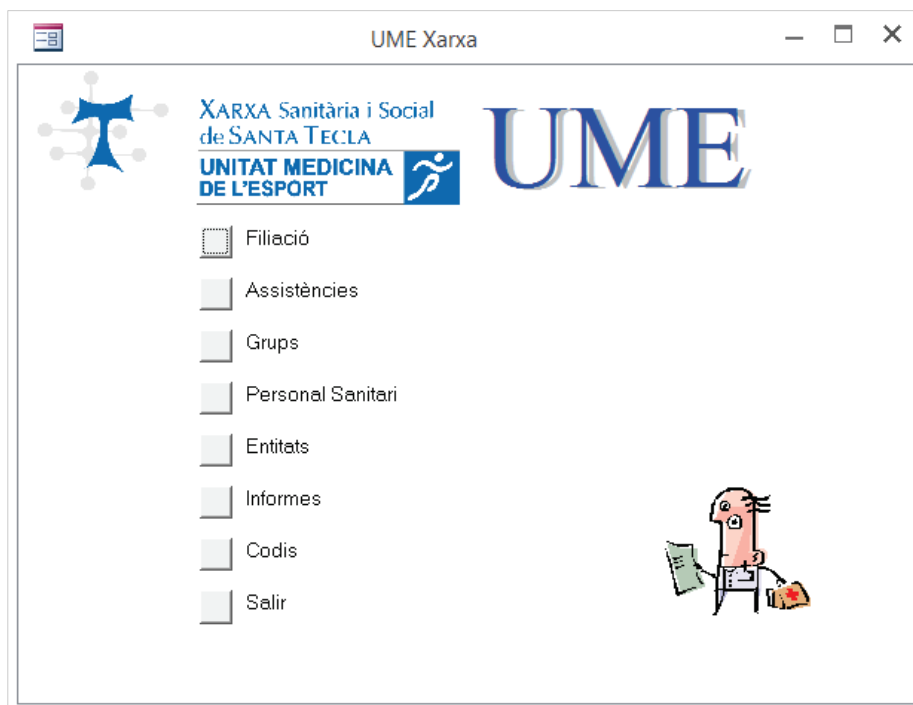 UME Xarxa
XARXA Sanitària i Social
de SANTA TECLA
UNITAT MEDICINA
DE L'ESPORT
UME
Filiació
Assistències
Grups
Personal Sanitari
Entitats
Informes
Codis
Salir